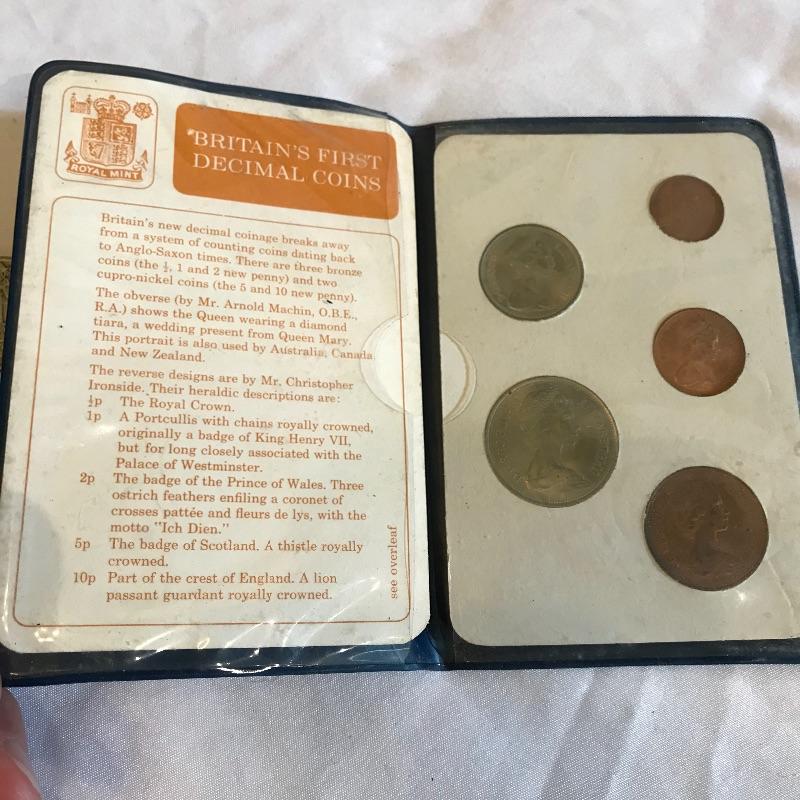 ROYAL MINT
BRITAIN'S FIRST
DECIMAL COINS
Britain's new decimal coinage breaks away
from a system of counting coins dating back
to Anglo-Saxon times. There are three bronze
coins (the ½, 1 and 2 new penny) and two
cupro-nickel coins (the 5 and 10 new penny).
The obverse (by Mr. Arnold Machin, O.B.E.,
R.A.) shows the Queen wearing a diamond
tiara, a wedding present from Queen Mary.
This portrait is also used by Australia, Canada
and New Zealand.
The reverse designs are by Mr. Christopher
Ironside. Their heraldic descriptions are:
½p The Royal Crown.
1p A Portcullis with chains royally crowned,
originally a badge of King Henry VII,
but for long closely associated with the
Palace of Westminster.
2p The badge of the Prince of Wales. Three
ostrich feathers enfiling a coronet of
crosses pattée and fleurs de lys, with the
motto "Ich Dien."
5p The badge of Scotland. A thistle royally
crowned.
10p Part of the crest of England. A lion
passant guardant royally crowned.
see overleaf